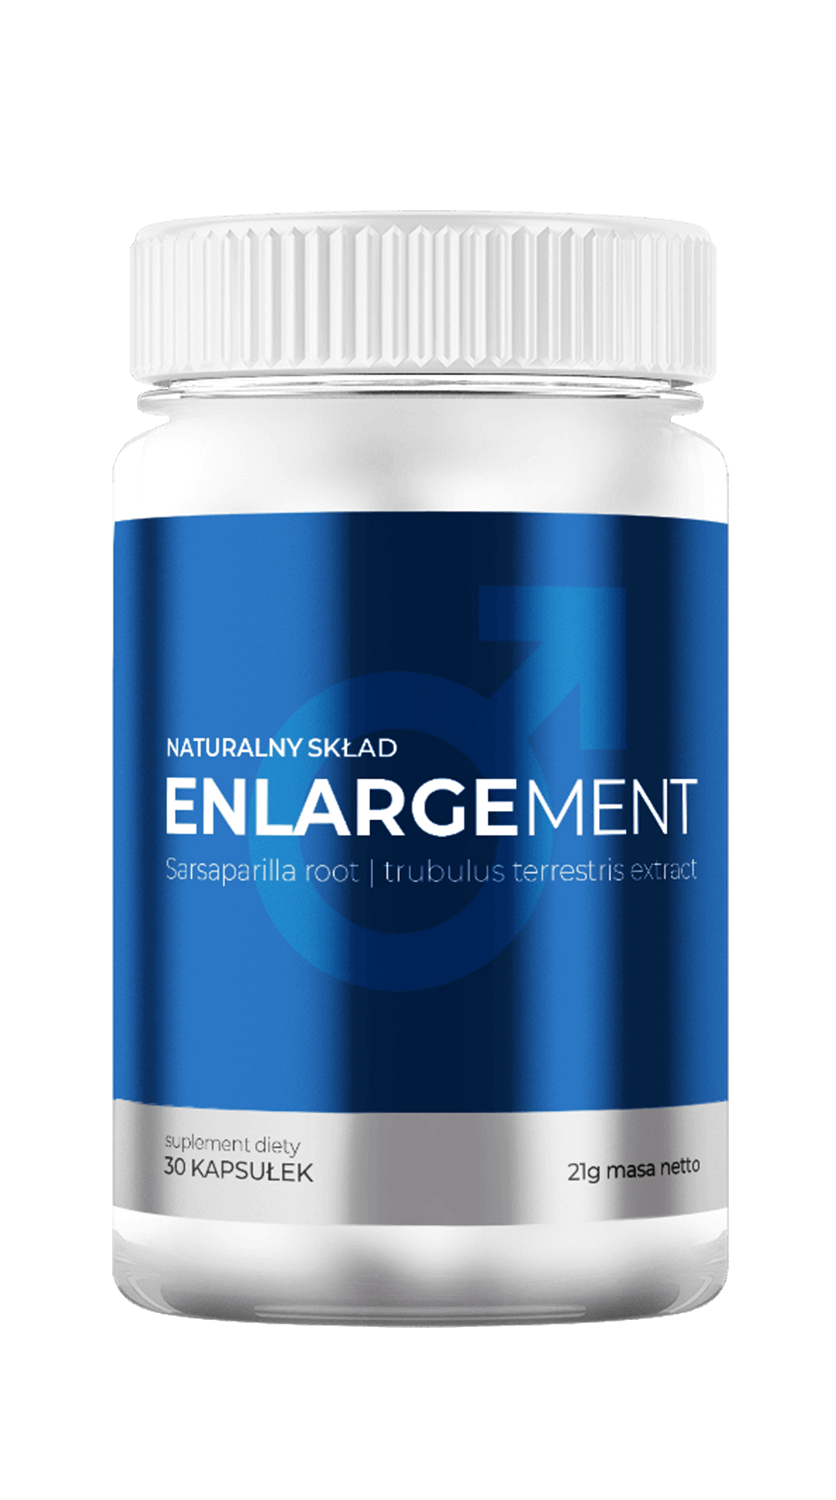 NATURALNY SKŁAD
ENLARGEMENT
Sarsaparilla root | trubulus terrestris extract
suplement diety
30 KAPSUŁEK
21g masa netto